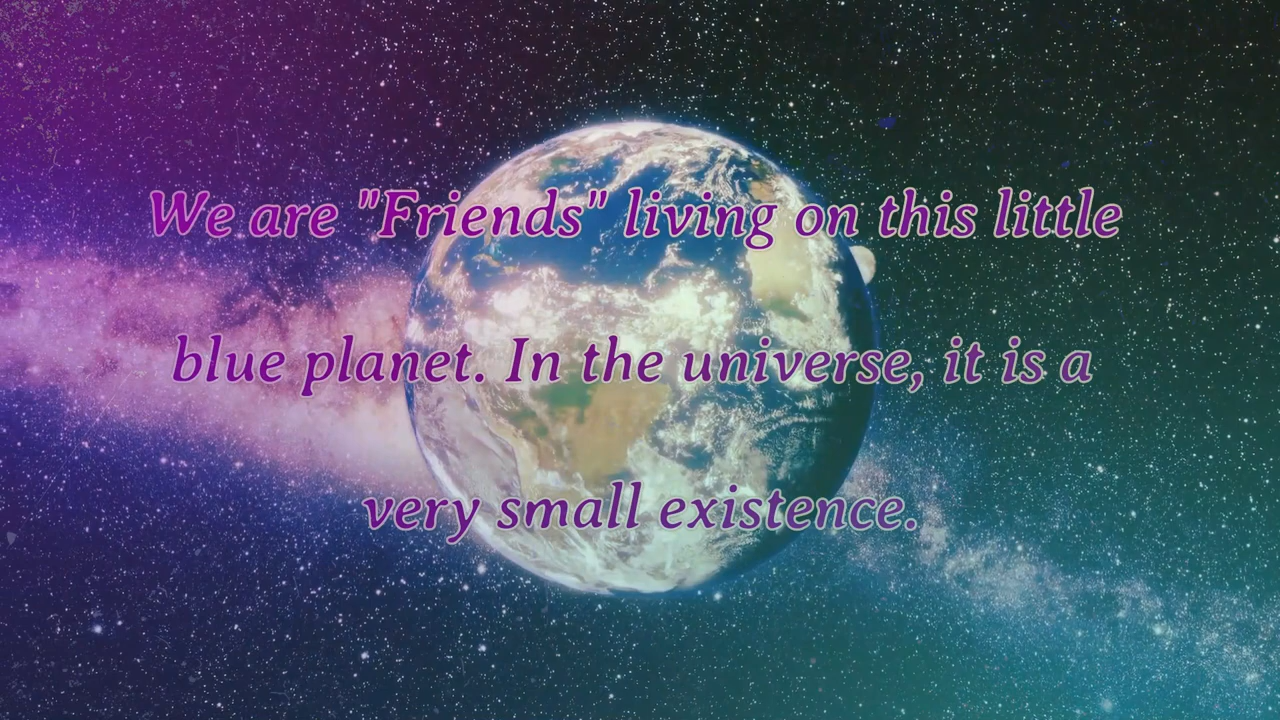 We are "Friends" living on this little
blue planet. In the universe, it is a
very small existence.